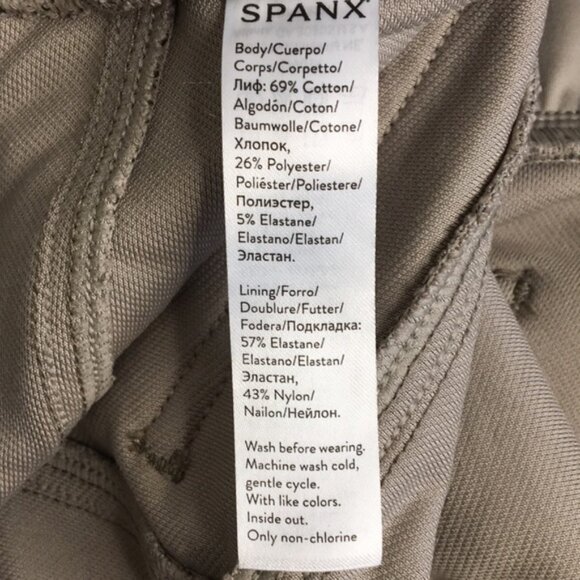 SPANX®
Body/Cuerpo/
Corps/Corpetto/
Лиф: 69% Cotton/
Algodón/Coton/
Baumwolle/Cotone/
Хлопок,
26% Polyester/
Poliéster/Poliestere/
Полиэстер,
5% Elastane/
Elastano/Elastan/
Эластан.
Lining/Forro/
Doublure/Futter/
Fodera/Подкладка:
57% Elastane/
Elastano/Elastan/
Эластан,
43% Nylon/
Nailon/Нейлон.
Wash before wearing.
Machine wash cold,
gentle cycle.
With like colors.
Inside out.
Only non-chlorine